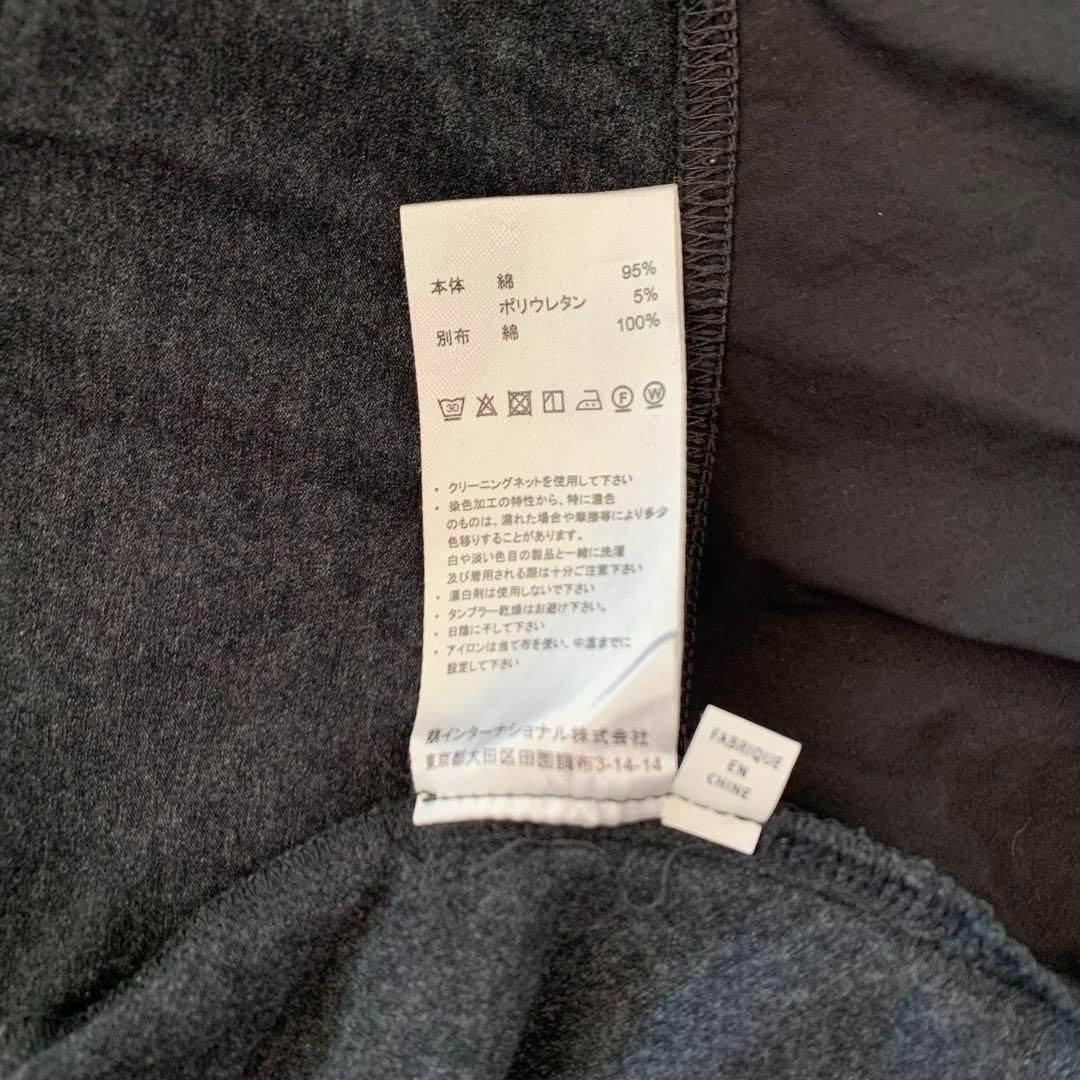 本体 綿 95%
ポリウレタン 5%
別布 綿 100%
30 F W
・クリーニングネットを使用して下さい
・染色加工の特性から、特に濃色
のものは、濡れた場合や摩擦等により多少
色移りすることがあります。
白や淡い色目の製品と一緒に洗濯
及び着用される際は十分ご注意下さい
・漂白剤は使用しないで下さい
・タンブラー乾燥はお避け下さい。
・日陰に干して下さい
・アイロンは当て布を使い、中温までに
設定して下さい
インターナショナル株式会社
東京都大田区田園調布3-14-14
FABRIQUE
EN
CHINE